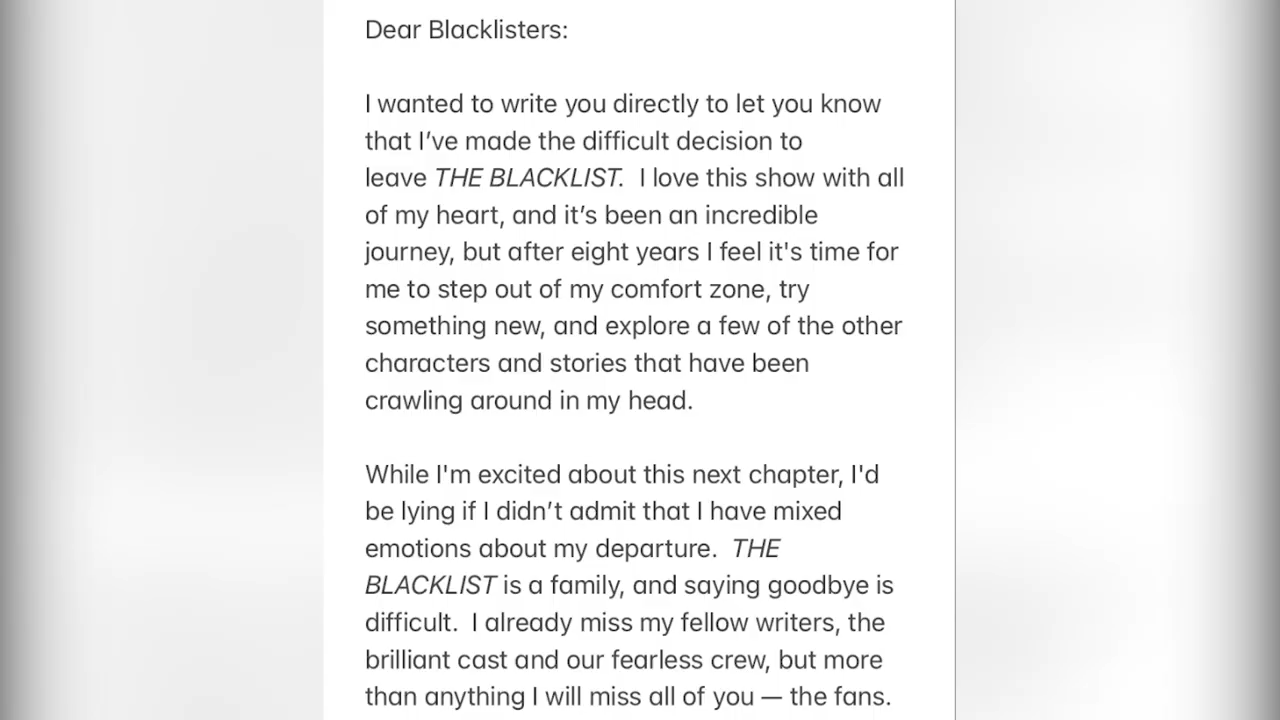 Dear Blacklisters:
I wanted to write you directly to let you know
that I’ve made the difficult decision to
leave THE BLACKLIST.  I love this show with all
of my heart, and it’s been an incredible
journey, but after eight years I feel it's time for
me to step out of my comfort zone, try
something new, and explore a few of the other
characters and stories that have been
crawling around in my head.
While I'm excited about this next chapter, I'd
be lying if I didn’t admit that I have mixed
emotions about my departure.  THE
BLACKLIST is a family, and saying goodbye is
difficult.  I already miss my fellow writers, the
brilliant cast and our fearless crew, but more
than anything I will miss all of you — the fans.